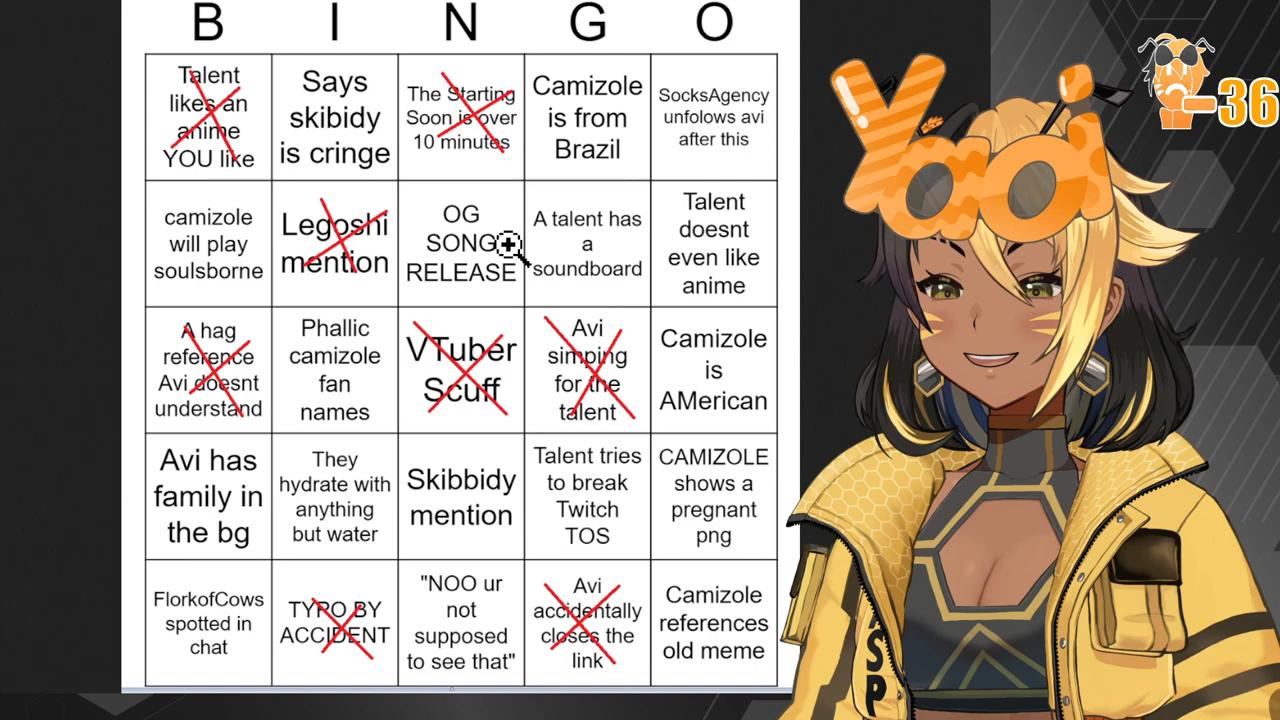 B I N G O
Talent
likes an
anime
YOU like
Says
skibidy
is cringe
The Starting
Soon is over
10 minutes
Camizole
is from
Brazil
SocksAgency
unfolows avi
after this
camizole
will play
soulsborne
Legoshi
mention
OG
SONG
RELEASE
A talent has
a
soundboard
Talent
doesnt
even like
anime
A hag
reference
Avi doesnt
understand
Phallic
camizole
fan
names
VTuber
Scuff
Avi
simping
for the
talent
Camizole
is
AMerican
Avi has
family in
the bg
They
hydrate with
anything
but water
Skibbidy
mention
Talent tries
to break
Twitch
TOS
CAMIZOLE
shows a
pregnant
png
FlorkofCows
spotted in
chat
TYPO BY
ACCIDENT
"NOO ur
not
supposed
to see that"
Avi
accidentally
closes the
link
Camizole
references
old meme
Yooi
-36
ASP